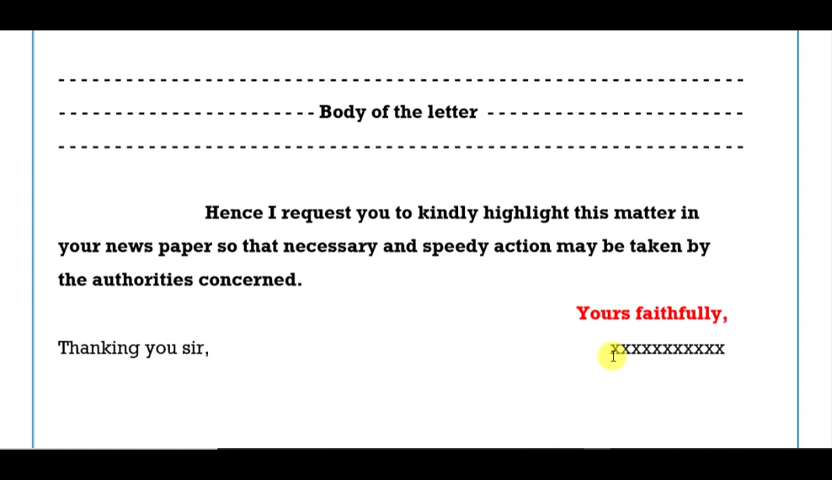 - - - - - - - - - - - - - - - - - - - - - - - - - - - - - - - - - - - - - - - - - - - - - - - - - - - - - - - - - - - -
- - - - - - - - - - - - - - - - - - - - - - - Body of the letter - - - - - - - - - - - - - - - - - - - - - - -
- - - - - - - - - - - - - - - - - - - - - - - - - - - - - - - - - - - - - - - - - - - - - - - - - - - - - - - - - - - -
Hence I request you to kindly highlight this matter in
your news paper so that necessary and speedy action may be taken by
the authorities concerned.
Yours faithfully,
Thanking you sir, xxxxxxxxxxx